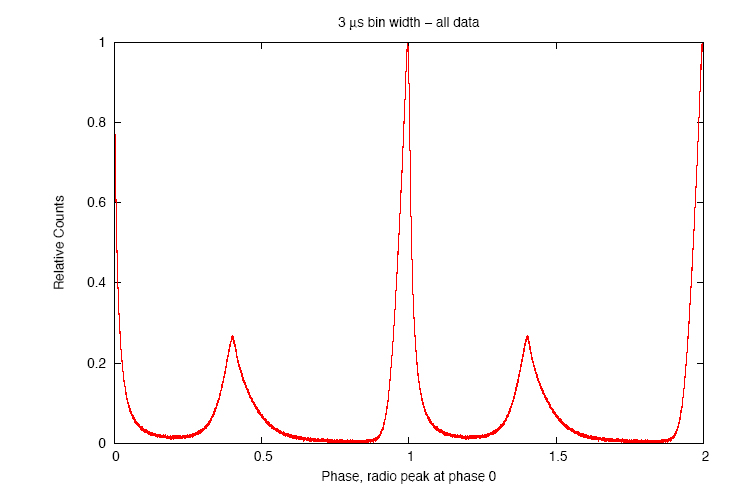 3 μs bin width – all data
1
0.8
0.6
0.4
0.2
0
Relative Counts
0 0.5 1 1.5 2
Phase, radio peak at phase 0